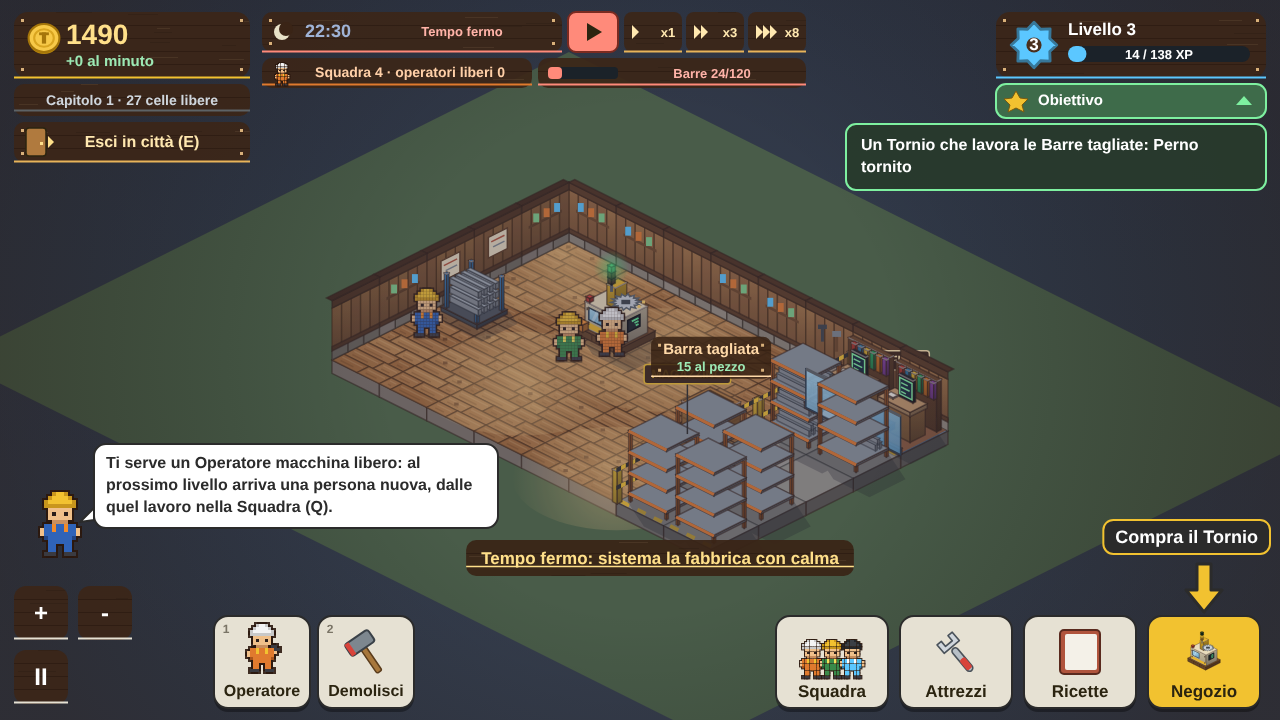 1490
+0 al minuto
22:30
Tempo fermo
x1
x3
x8
Squadra 4 · operatori liberi 0
Barre 24/120
3
Livello 3
14 / 138 XP
Capitolo 1 · 27 celle libere
Esci in città (E)
Obiettivo
Un Tornio che lavora le Barre tagliate: Perno
tornito
Barra tagliata
15 al pezzo
Ti serve un Operatore macchina libero: al
prossimo livello arriva una persona nuova, dalle
quel lavoro nella Squadra (Q).
Tempo fermo: sistema la fabbrica con calma
Compra il Tornio
+
-
1
Operatore
2
Demolisci
Squadra
Attrezzi
Ricette
Negozio